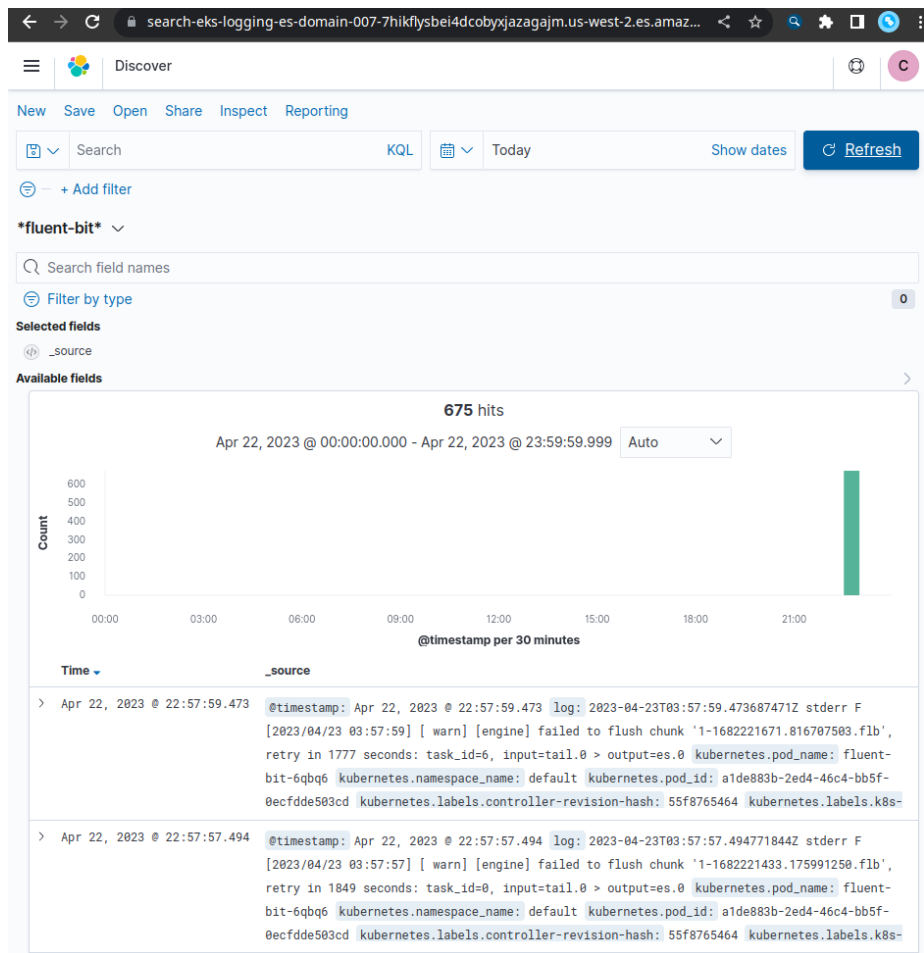 search-eks-logging-es-domain-007-7hikflysbei4dcobyxjazagajm.us-west-2.es.amaz...
Discover
C
New Save Open Share Inspect Reporting
Search KQL Today Show dates Refresh
+ Add filter
*fluent-bit*
Search field names
Filter by type 0
Selected fields
</> _source
Available fields
675 hits
Apr 22, 2023 @ 00:00:00.000 - Apr 22, 2023 @ 23:59:59.999 Auto
600
500
400
300
200
100
0
Count
00:00 03:00 06:00 09:00 12:00 15:00 18:00 21:00
@timestamp per 30 minutes
Time _source
Apr 22, 2023 @ 22:57:59.473 @timestamp: Apr 22, 2023 @ 22:57:59.473 log: 2023-04-23T03:57:59.473687471Z stderr F
[2023/04/23 03:57:59] [ warn] [engine] failed to flush chunk '1-1682221671.816707503.flb',
retry in 1777 seconds: task_id=6, input=tail.0 > output=es.0 kubernetes.pod_name: fluent-
bit-6qbq6 kubernetes.namespace_name: default kubernetes.pod_id: a1de883b-2ed4-46c4-bb5f-
0ecfdde503cd kubernetes.labels.controller-revision-hash: 55f8765464 kubernetes.labels.k8s-
Apr 22, 2023 @ 22:57:57.494 @timestamp: Apr 22, 2023 @ 22:57:57.494 log: 2023-04-23T03:57:57.494771844Z stderr F
[2023/04/23 03:57:57] [ warn] [engine] failed to flush chunk '1-1682221433.175991250.flb',
retry in 1849 seconds: task_id=0, input=tail.0 > output=es.0 kubernetes.pod_name: fluent-
bit-6qbq6 kubernetes.namespace_name: default kubernetes.pod_id: a1de883b-2ed4-46c4-bb5f-
0ecfdde503cd kubernetes.labels.controller-revision-hash: 55f8765464 kubernetes.labels.k8s-